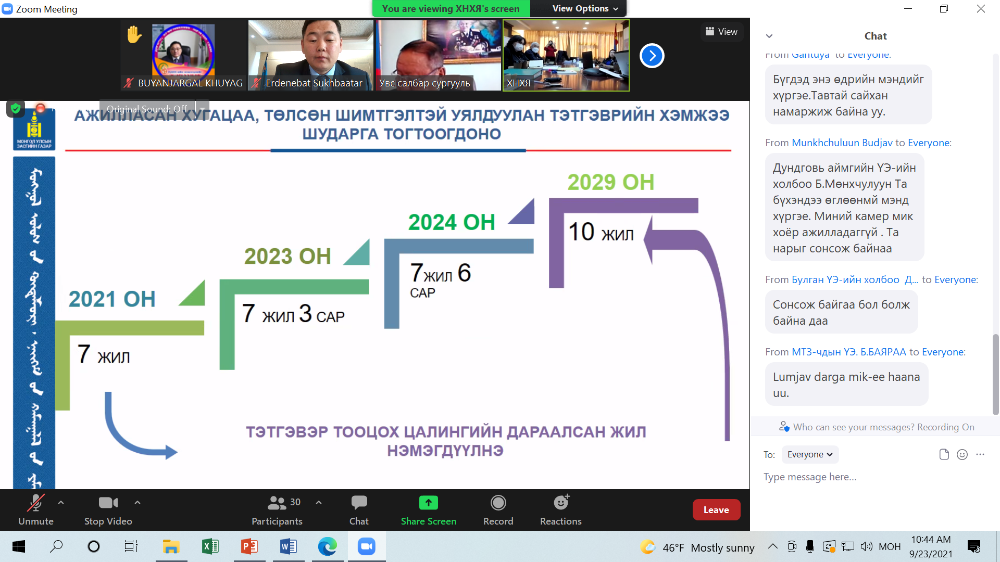 Zoom Meeting
You are viewing ХНХЯ's screen
View Options
View
BUYANJARGAL KHUYAG
Erdenebat Sukhbaatar
Увс салбар сургууль
ХНХЯ
Original Sound: Off
МОНГОЛ УЛСЫН
ЗАСГИЙН ГАЗАР
АЖИЛЛАСАН ХУГАЦАА, ТӨЛСӨН ШИМТГЭЛТЭЙ УЯЛДУУЛАН ТЭТГЭВРИЙН ХЭМЖЭЭ
ШУДАРГА ТОГТООГДОНО
2021 ОН
7 ЖИЛ
2023 ОН
7 ЖИЛ 3 САР
2024 ОН
7ЖИЛ 6
САР
2029 ОН
10 ЖИЛ
ТЭТГЭВЭР ТООЦОХ ЦАЛИНГИЙН ДАРААЛСАН ЖИЛ
НЭМЭГДҮҮЛНЭ
Unmute
Stop Video
30
Participants
Chat
Share Screen
Record
Reactions
Leave
Chat
From Gantuya to Everyone:
Бүгдэд энэ өдрийн мэндийг
хүргэе.Тавтай сайхан
намаржиж байна уу.
From Munkhchuluun Budjav to Everyone:
Дундговь аймгийн ҮЭ-ийн
холбоо Б.Мөнхчулуун Та
бүхэндээ өглөөнмй мэнд
хүргэе. Миний камер мик
хоёр ажилладаггүй . Та
нарыг сонсож байнаа
From Булган ҮЭ-ийн холбоо Д... to Everyone:
Сонсож байгаа бол болж
байна даа
From МТЗ-чдын ҮЭ. Б.БАЯРАА to Everyone:
Lumjav darga mik-ee haana
uu.
Who can see your messages? Recording On
To: Everyone
Type message here...
46°F Mostly sunny
МОН
10:44 AM
9/23/2021